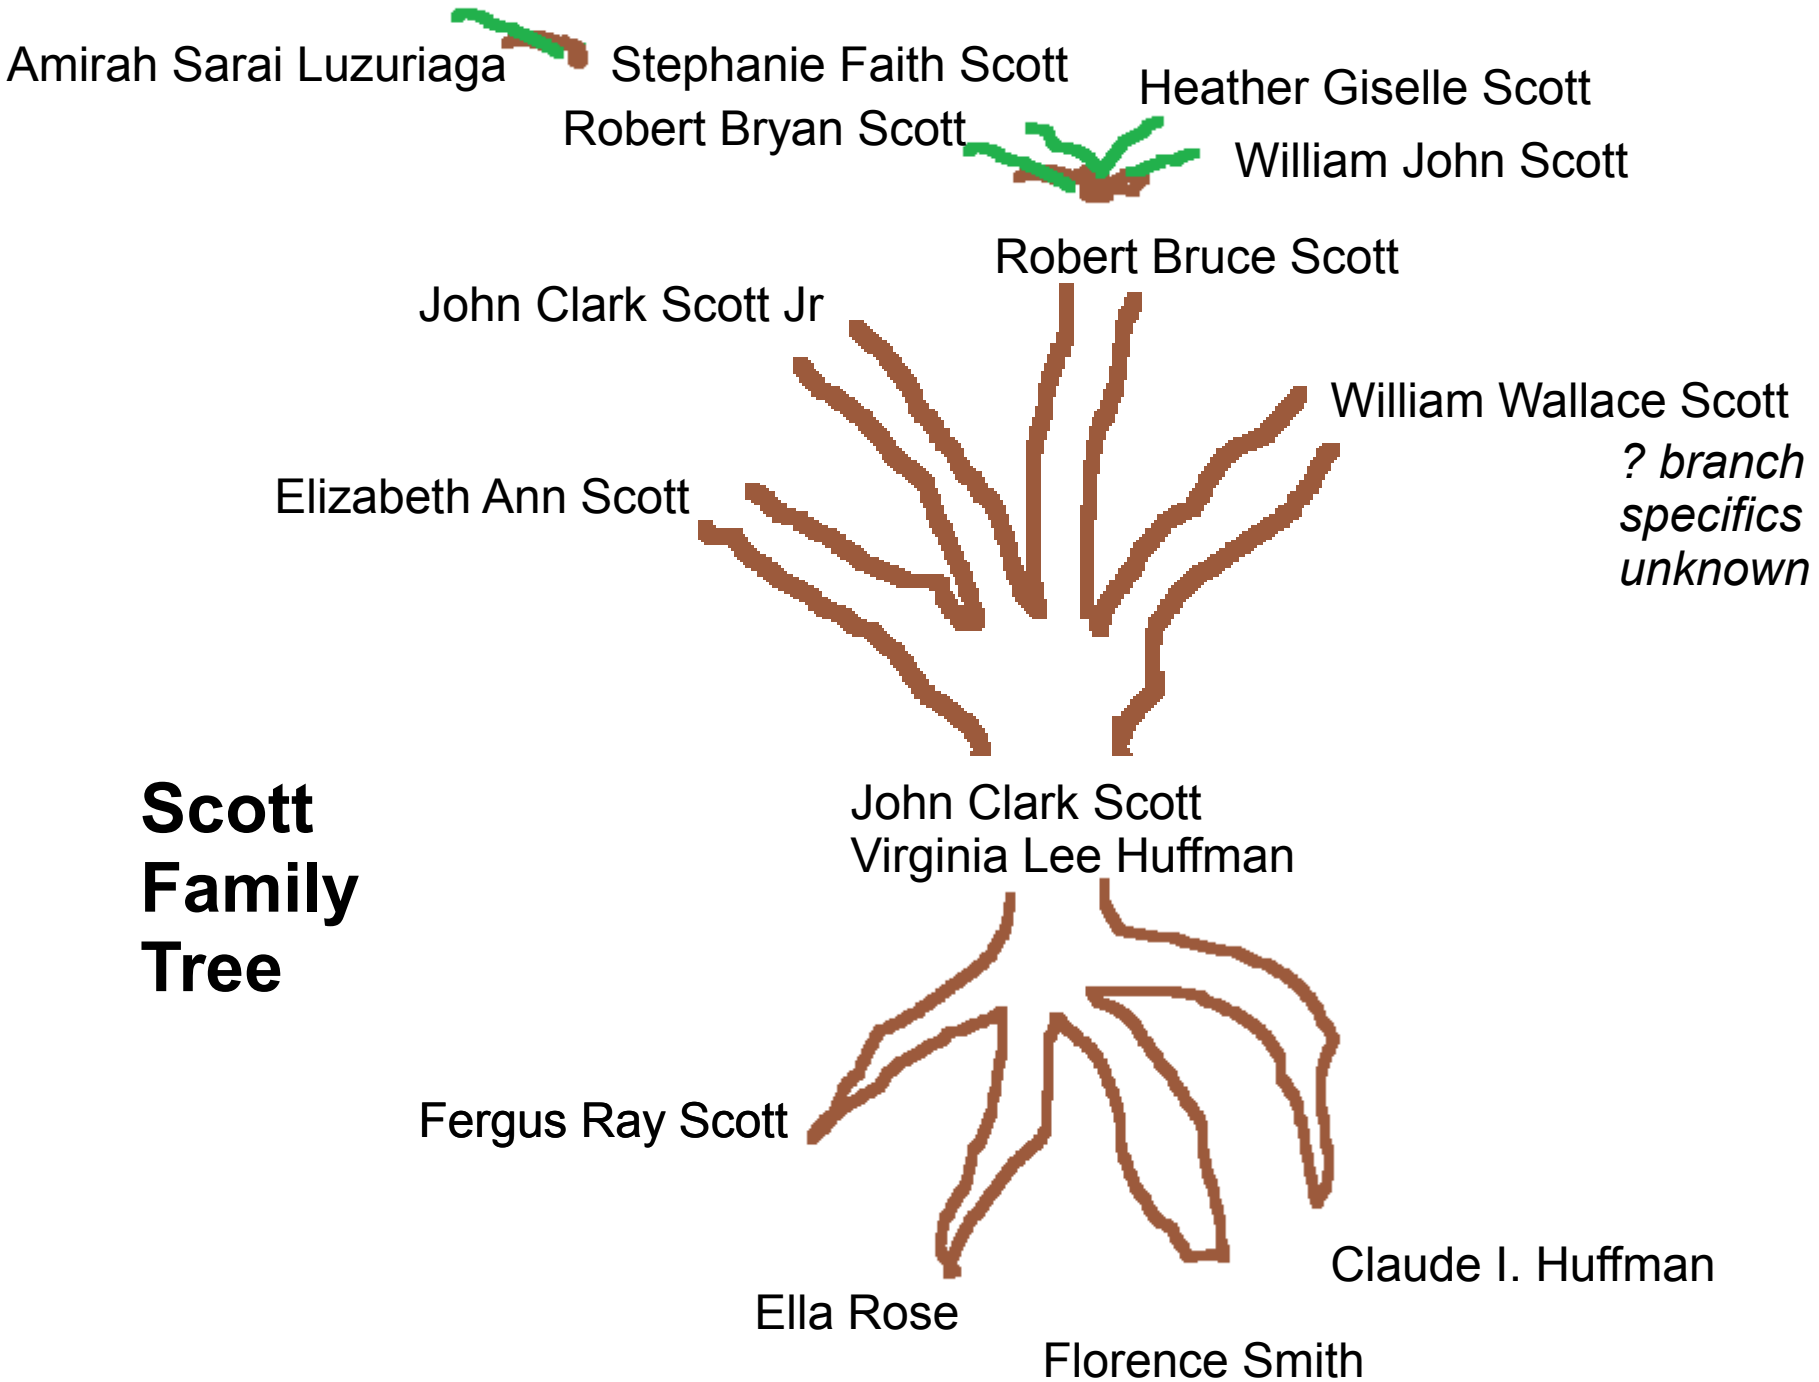 Amirah Sarai Luzuriaga
Stephanie Faith Scott
Heather Giselle Scott
Robert Bryan Scott
William John Scott
Robert Bruce Scott
John Clark Scott Jr
William Wallace Scott
? branch
specifics
unknown
Elizabeth Ann Scott
Scott
Family
Tree
John Clark Scott
Virginia Lee Huffman
Fergus Ray Scott
Claude I. Huffman
Ella Rose
Florence Smith